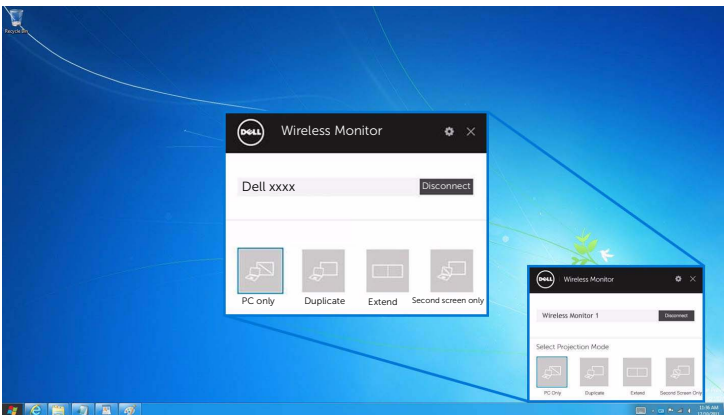 Recycle Bin
DELL Wireless Monitor
Dell xxxx Disconnect
PC only Duplicate Extend Second screen only
DELL Wireless Monitor
Wireless Monitor 1 Disconnect
Select Projection Mode
PC Only Duplicate Extend Second Screen Only